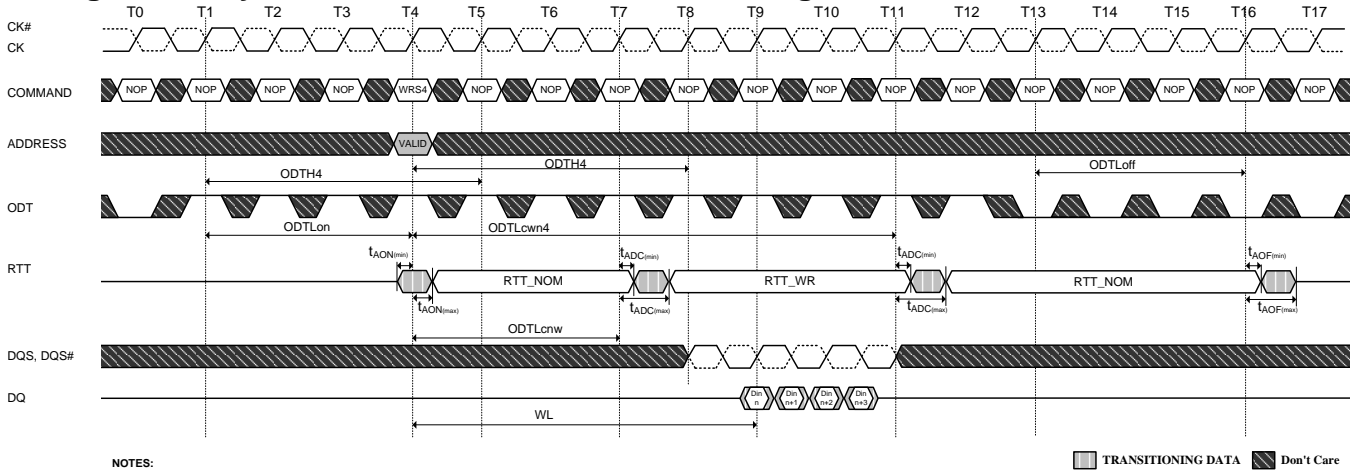 T0 T1 T2 T3 T4 T5 T6 T7 T8 T9 T10 T11 T12 T13 T14 T15 T16 T17
CK#
CK
COMMAND NOP NOP NOP NOP WRS4 NOP NOP NOP NOP NOP NOP NOP NOP NOP NOP NOP NOP NOP
ADDRESS VALID
ODTH4 ODTH4 ODTLoff
ODT
ODTLon ODTLcwn4
tAON(min) tADC(min) tADC(min) tAOF(min)
RTT RTT_NOM RTT_WR RTT_NOM
tAON(max) tADC(max) tADC(max) tAOF(max)
ODTLcnw
DQS, DQS#
DQ Din n Din n+1 Din n+2 Din n+3
WL
NOTES: TRANSITIONING DATA Don't Care